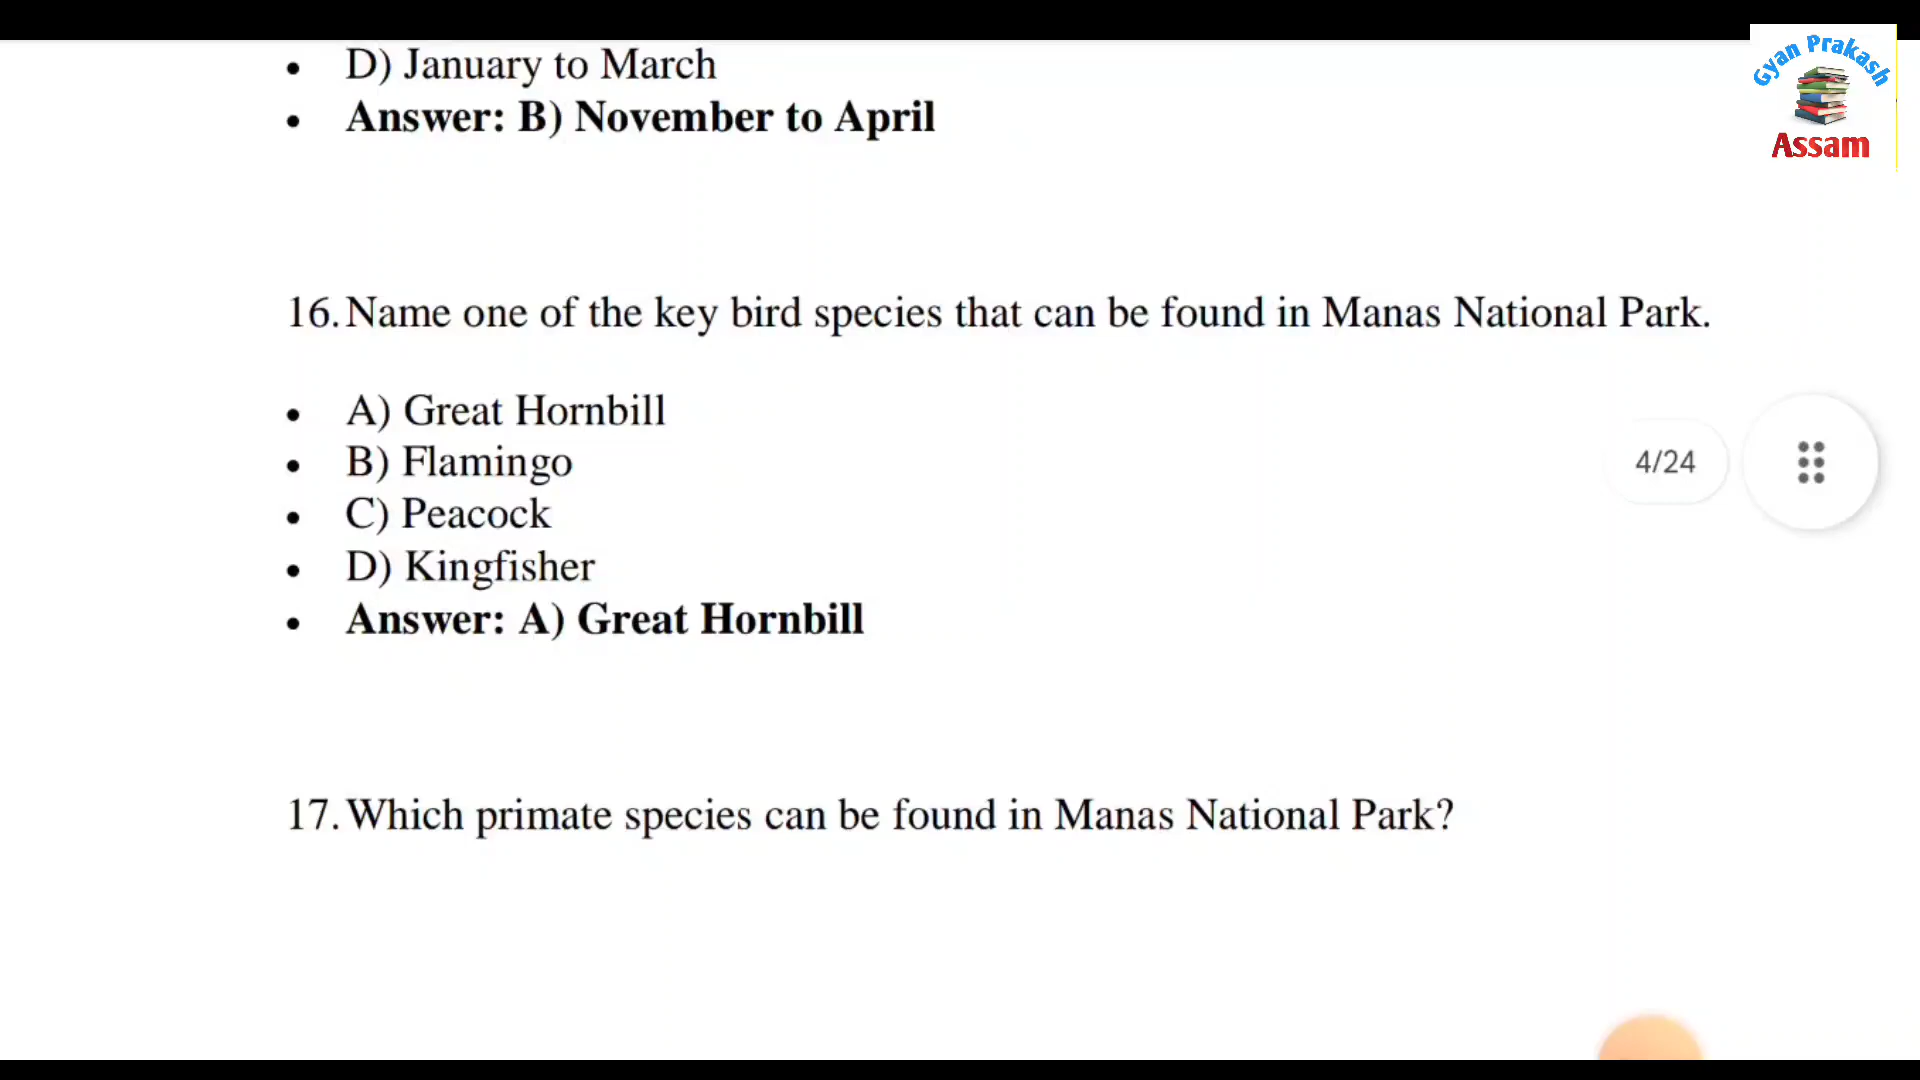 • D) January to March
• Answer: B) November to April
Gyan Prakash
Assam
16. Name one of the key bird species that can be found in Manas National Park.
• A) Great Hornbill
• B) Flamingo
• C) Peacock
• D) Kingfisher
• Answer: A) Great Hornbill
4/24
17. Which primate species can be found in Manas National Park?